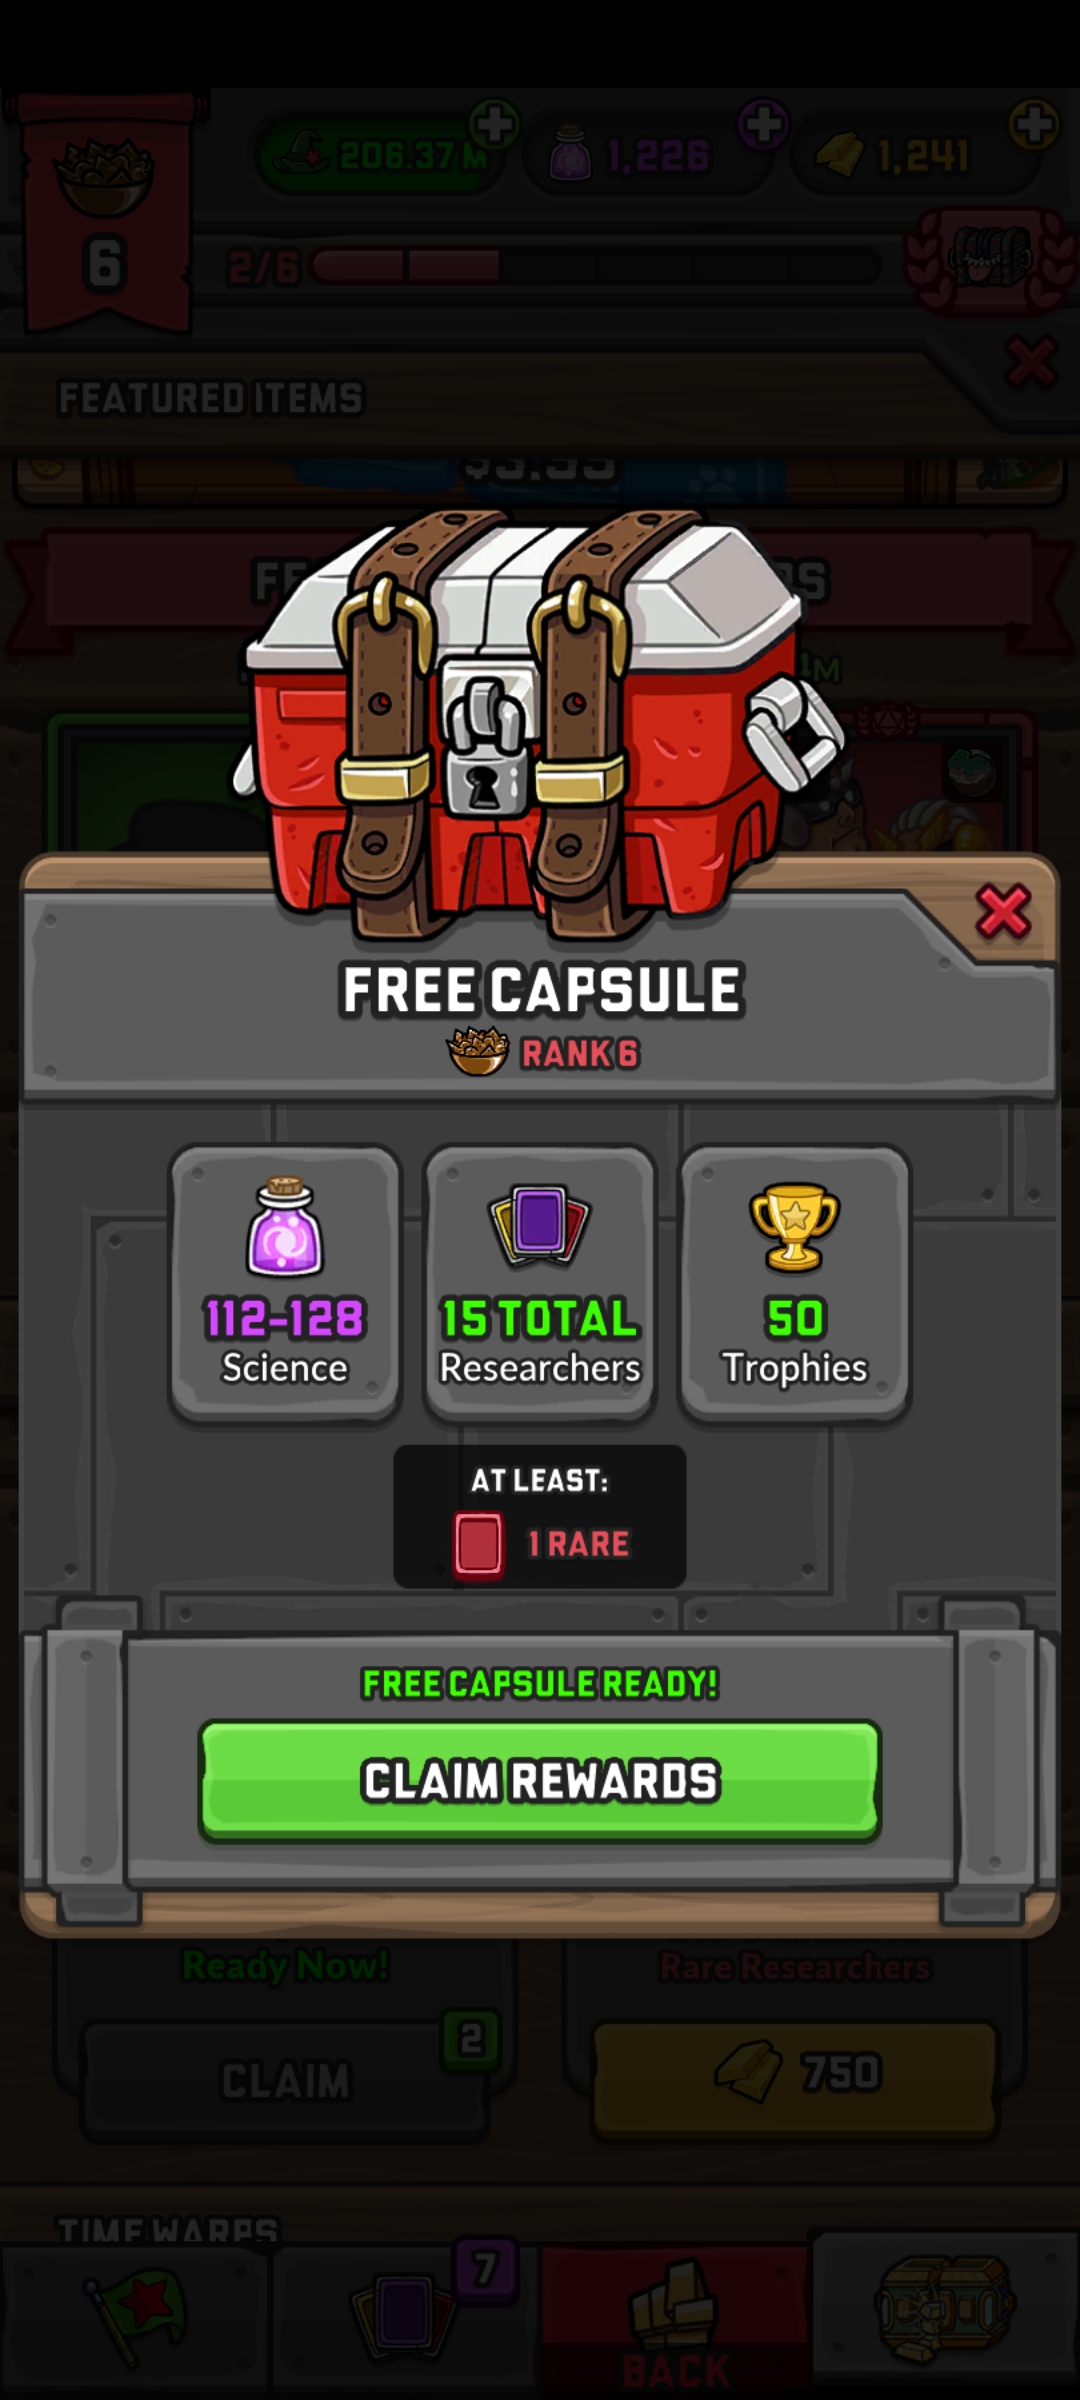 206.37 M
1,226
1,241
6
2/6
FEATURED ITEMS
FREE CAPSULE
RANK 6
112-128
Science
15 TOTAL
Researchers
50
Trophies
AT LEAST:
1 RARE
FREE CAPSULE READY!
CLAIM REWARDS
Ready Now!
Rare Researchers
2
CLAIM
750
TIME WARPS
7
BACK